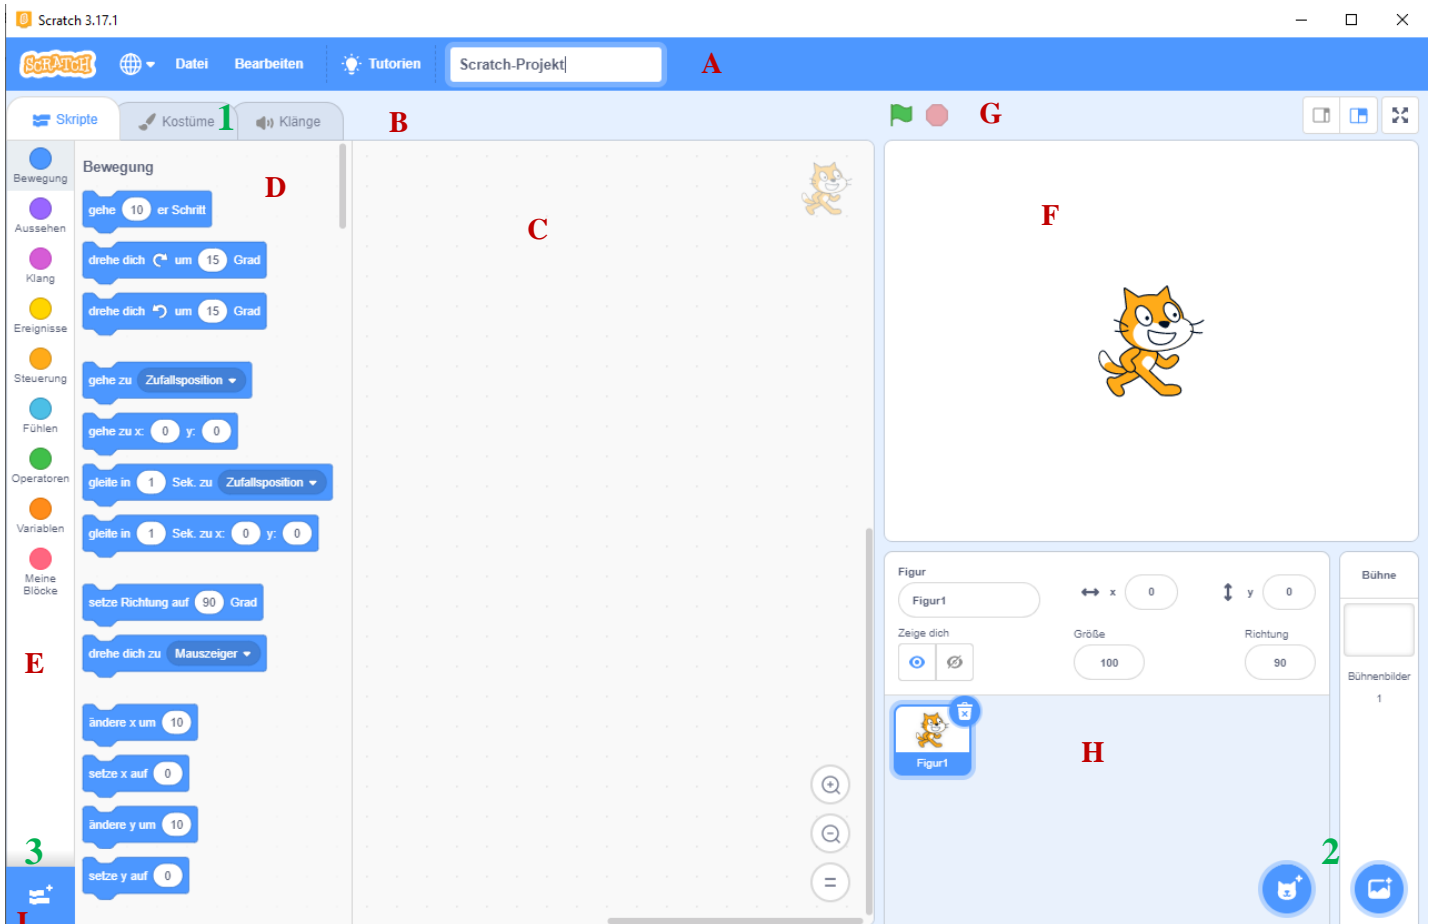 Scratch 3.17.1
SCRATCH
Datei
Bearbeiten
Tutorien
Scratch-Projekt
A
Skripte
Kostüme
1
Klänge
B
G
Bewegung
Aussehen
Klang
Ereignisse
Steuerung
Fühlen
Operatoren
Variablen
Meine
Blöcke
E
3
I
Bewegung
D
gehe 10 er Schritt
drehe dich um 15 Grad
drehe dich um 15 Grad
gehe zu Zufallsposition
gehe zu x: 0 y: 0
gleite in 1 Sek. zu Zufallsposition
gleite in 1 Sek. zu x: 0 y: 0
setze Richtung auf 90 Grad
drehe dich zu Mauszeiger
ändere x um 10
setze x auf 0
ändere y um 10
setze y auf 0
C
F
Figur
Figur1
x 0
y 0
Zeige dich
Größe
100
Richtung
90
Figur1
H
2
Bühne
Bühnenbilder
1